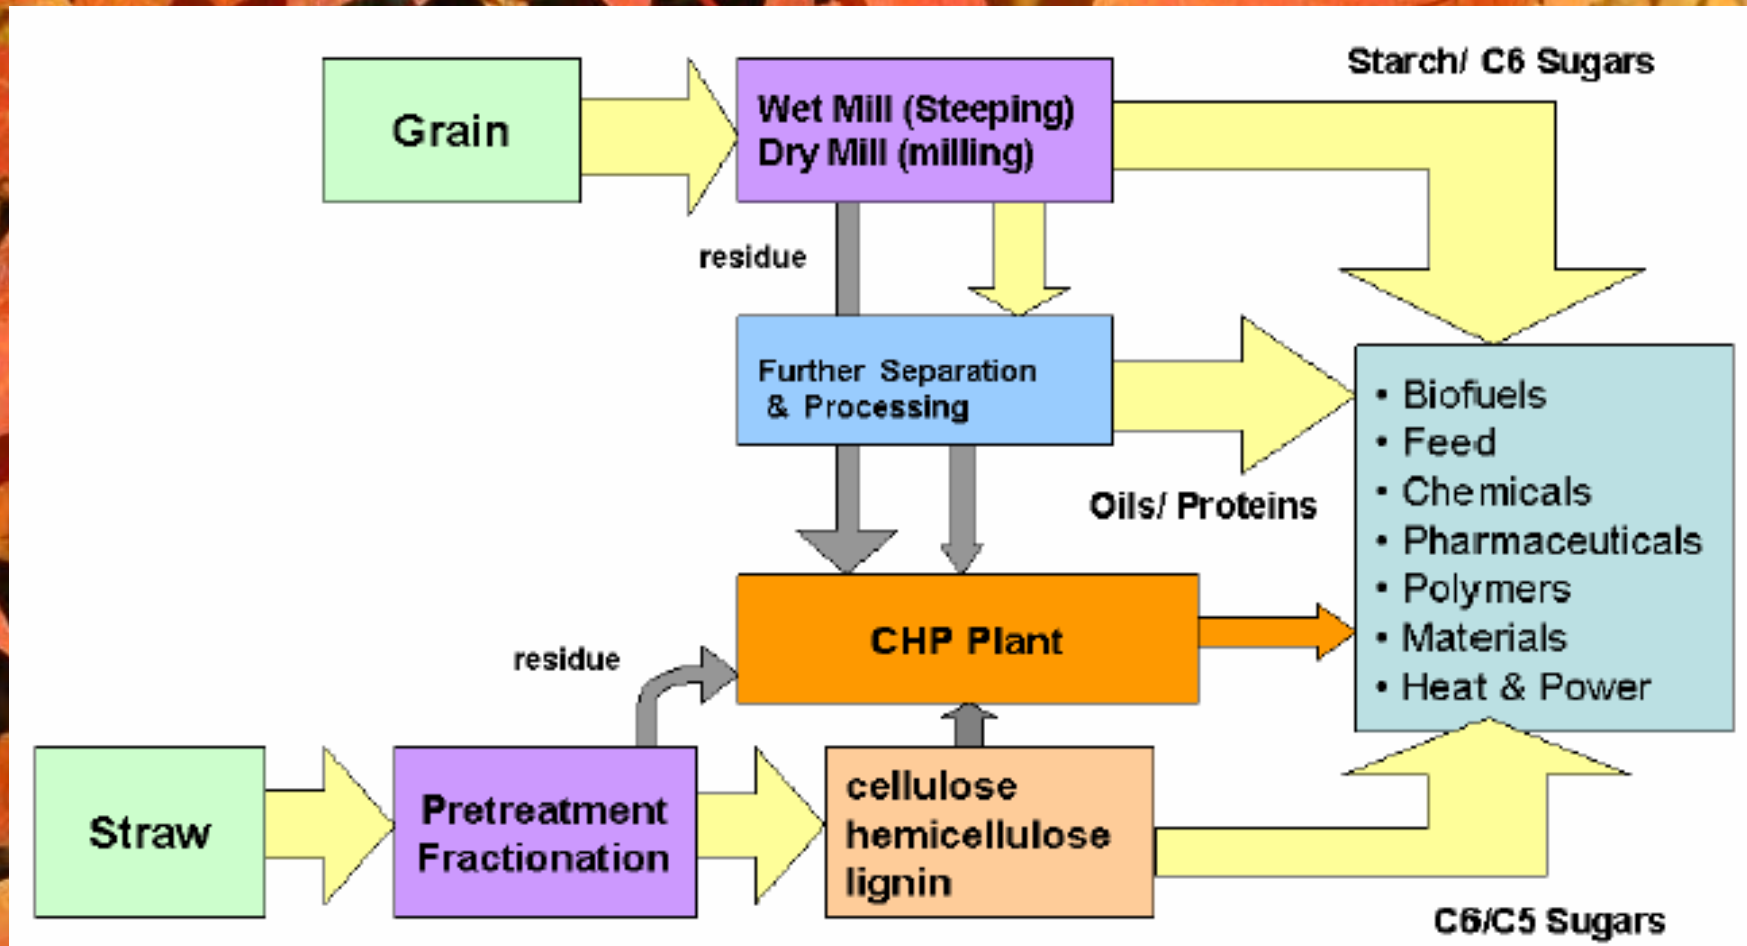 Starch/ C6 Sugars
Grain
Wet Mill (Steeping)
Dry Mill (milling)
residue
Further Separation
& Processing
Oils/ Proteins
• Biofuels
• Feed
• Chemicals
• Pharmaceuticals
• Polymers
• Materials
• Heat & Power
CHP Plant
residue
Straw
Pretreatment
Fractionation
cellulose
hemicellulose
lignin
C6/C5 Sugars